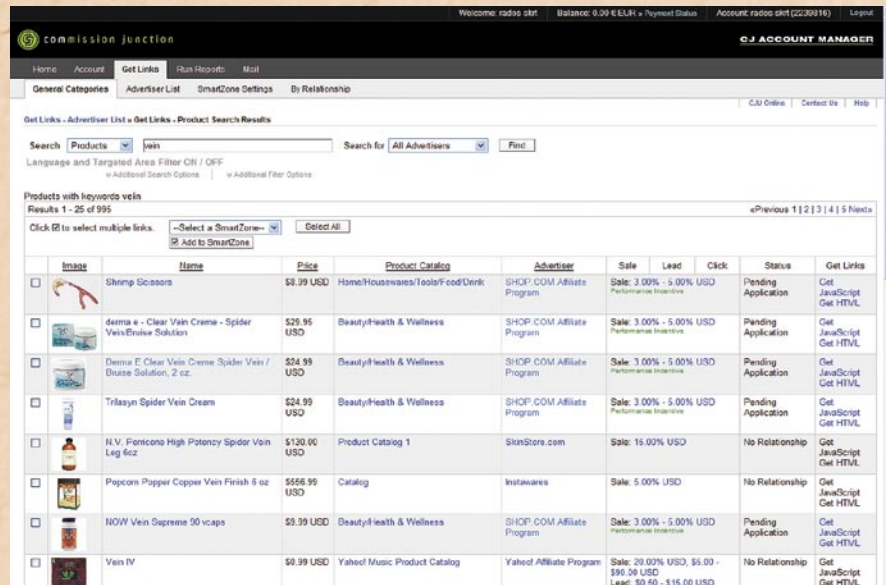 Welcome: rados skrt Balance: 0.00 € EUR » Payment Status Account: rados skrt (2239816) Logout
commission junction
CJ ACCOUNT MANAGER
Home Account Get Links Run Reports Mail
General Categories Advertiser List SmartZone Settings By Relationship
CJU Online Contact Us Help
Get Links - Advertiser List » Get Links - Product Search Results
Search Products vein Search for All Advertisers Find
Language and Targeted Area Filter ON / OFF
Additional Search Options Additional Filter Options
Products with keywords vein
Results 1 - 25 of 995 «Previous 1 | 2 | 3 | 4 | 5 Next»
Click to select multiple links. --Select a SmartZone-- Select All
Add to SmartZone
Image Name Price Product Catalog Advertiser Sale Lead Click Status Get Links
Shrimp Scissors $8.99 USD Home/Housewares/Tools/Food/Drink SHOP.COM Affiliate Program Sale: 3.00% - 5.00% USD Performance Incentive Pending Application Get JavaScript Get HTML
derma e - Clear Vein Creme - Spider Vein/Bruise Solution $29.95 USD Beauty/Health & Wellness SHOP.COM Affiliate Program Sale: 3.00% - 5.00% USD Performance Incentive Pending Application Get JavaScript Get HTML
Derma E Clear Vein Creme Spider Vein / Bruise Solution, 2 oz. $24.99 USD Beauty/Health & Wellness SHOP.COM Affiliate Program Sale: 3.00% - 5.00% USD Performance Incentive Pending Application Get JavaScript Get HTML
Trilasyn Spider Vein Cream $24.99 USD Beauty/Health & Wellness SHOP.COM Affiliate Program Sale: 3.00% - 5.00% USD Performance Incentive Pending Application Get JavaScript Get HTML
N.V. Perricone High Potency Spider Vein Leg 6oz $130.00 USD Product Catalog 1 SkinStore.com Sale: 15.00% USD No Relationship Get JavaScript Get HTML
Popcorn Popper Copper Vein Finish 6 oz $556.99 USD Catalog Instawares Sale: 5.00% USD No Relationship Get JavaScript Get HTML
NOW Vein Supreme 90 vcaps $9.99 USD Beauty/Health & Wellness SHOP.COM Affiliate Program Sale: 3.00% - 5.00% USD Performance Incentive Pending Application Get JavaScript Get HTML
Vein IV $0.99 USD Yahoo! Music Product Catalog Yahoo! Affiliate Program Sale: 20.00% USD, $5.00 - $90.00 USD Lead: $0.50 - $15.00 USD No Relationship Get JavaScript Get HTML